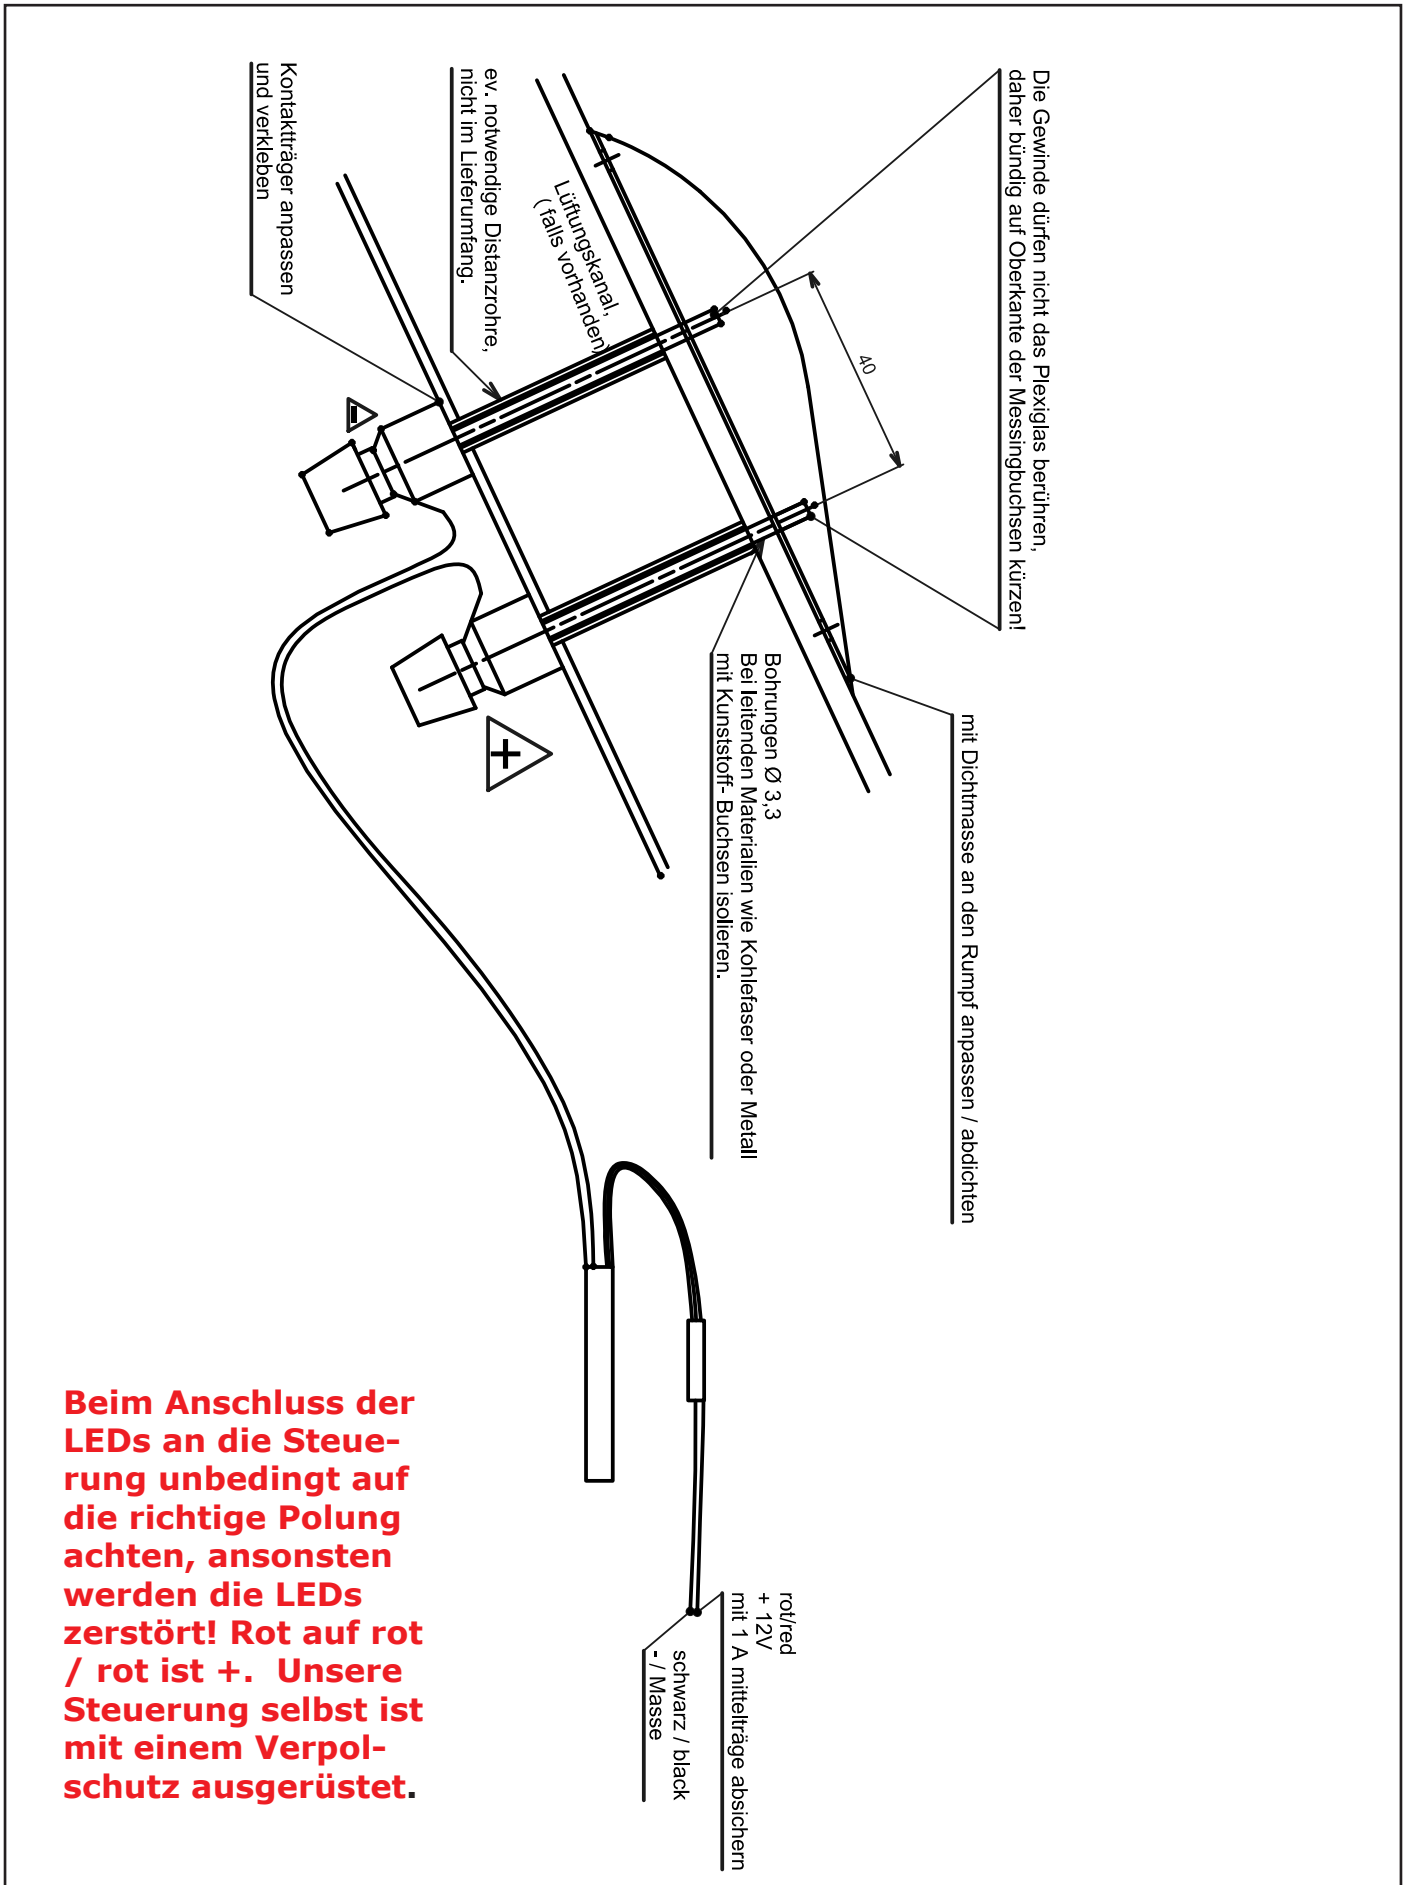 Die Gewinde dürfen nicht das Plexiglas berühren,
daher bündig auf Oberkante der Messingbuchsen kürzen!
mit Dichtmasse an den Rumpf anpassen / abdichten
40
Bohrungen Ø 3,3
Bei leitenden Materialien wie Kohlefaser oder Metall
mit Kunststoff- Buchsen isolieren.
Lüftungskanal,
( falls vorhanden)
ev. notwendige Distanzrohre,
nicht im Lieferumfang.
Kontaktträger anpassen
und verkleben
-
+
rot/red
+ 12V
mit 1 A mittelträge absichern
schwarz / black
- / Masse
Beim Anschluss der
LEDs an die Steue-
rung unbedingt auf
die richtige Polung
achten, ansonsten
werden die LEDs
zerstört! Rot auf rot
/ rot ist +.  Unsere
Steuerung selbst ist
mit einem Verpol-
schutz ausgerüstet.